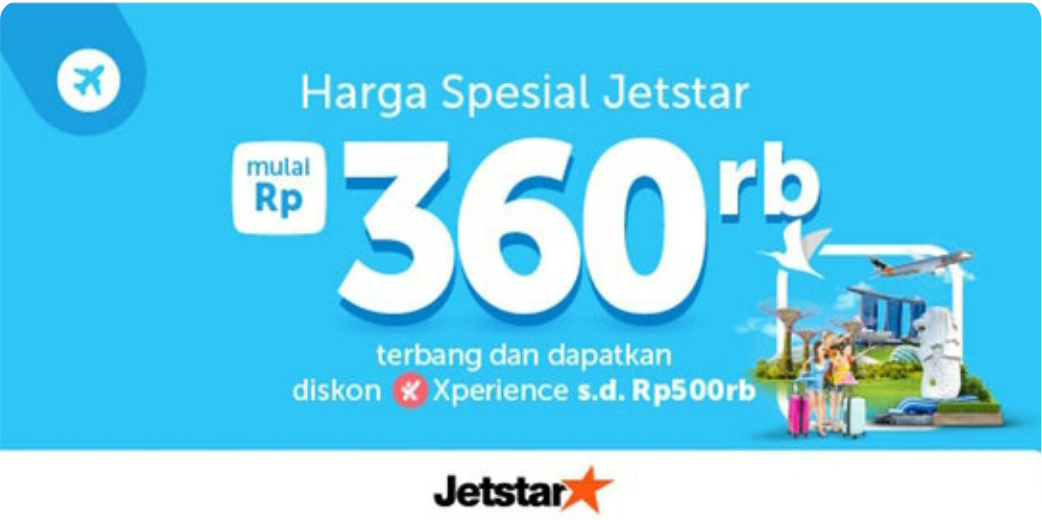 Harga Spesial Jetstar
mulai
Rp
360rb
terbang dan dapatkan
diskon Xperience s.d. Rp500rb
Jetstar